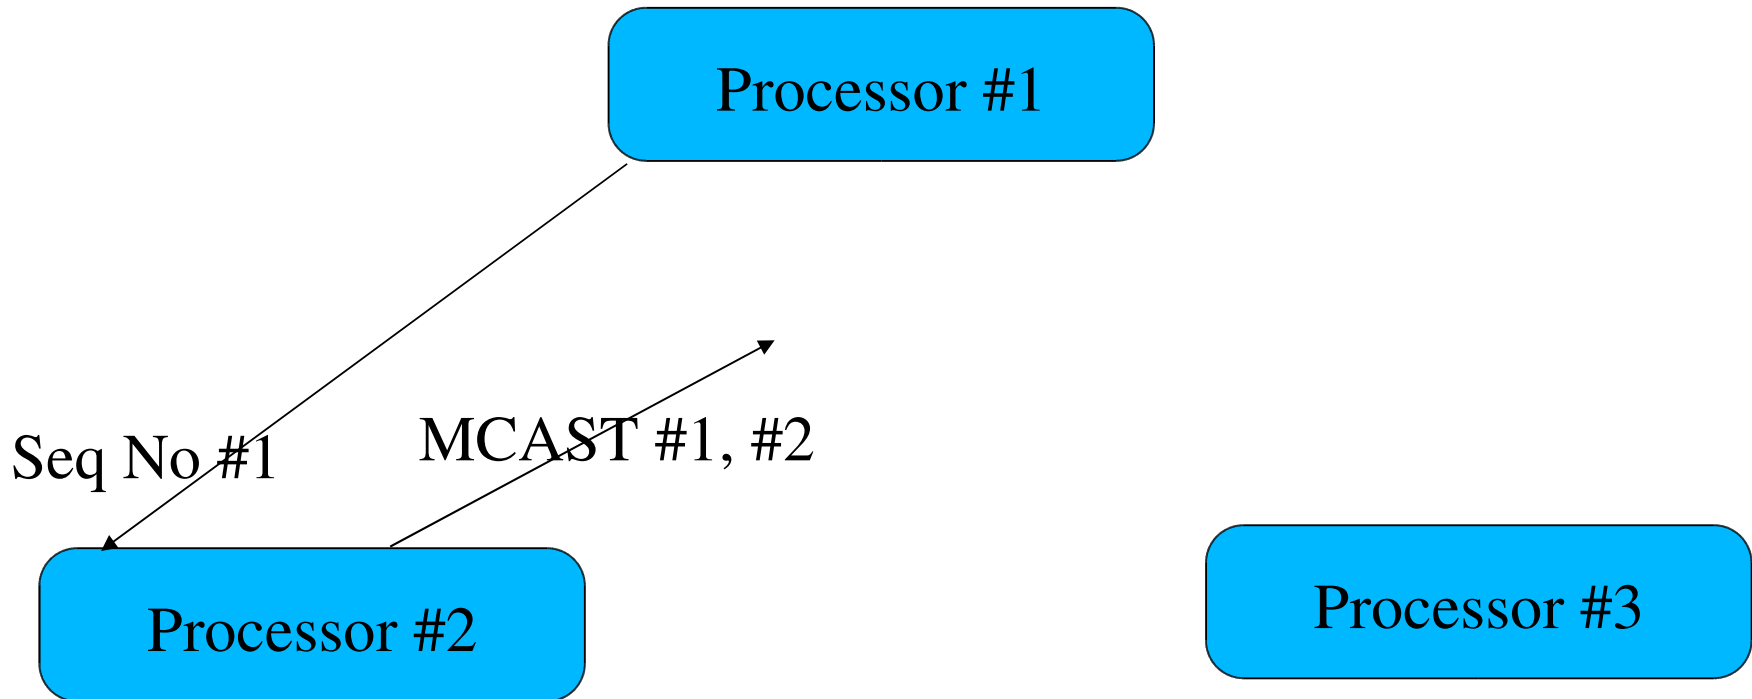 Processor #1
Seq No #1
MCAST #1, #2
Processor #2
Processor #3